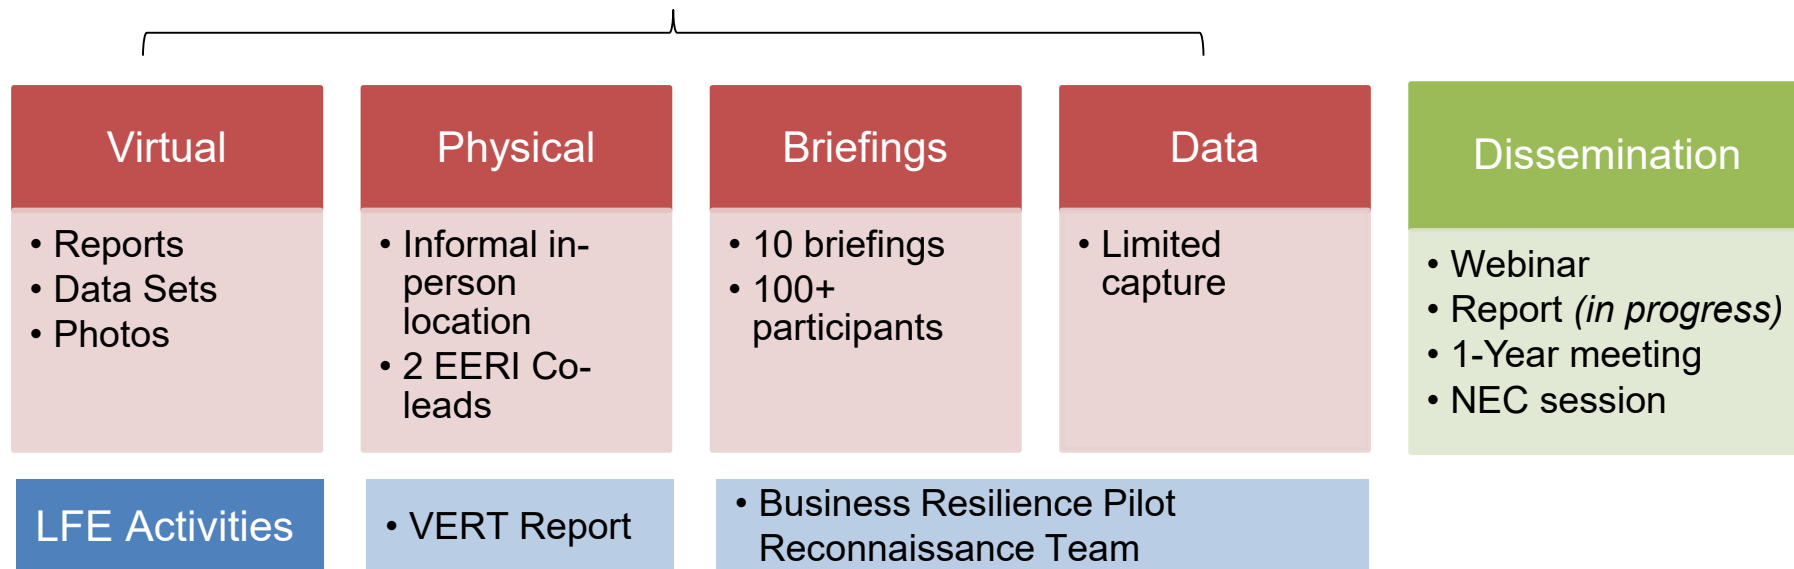 Virtual
• Reports
• Data Sets
• Photos
Physical
• Informal in-
person
location
• 2 EERI Co-
leads
Briefings
• 10 briefings
• 100+
participants
Data
• Limited
capture
Dissemination
• Webinar
• Report (in progress)
• 1-Year meeting
• NEC session
LFE Activities
• VERT Report
• Business Resilience Pilot
Reconnaissance Team